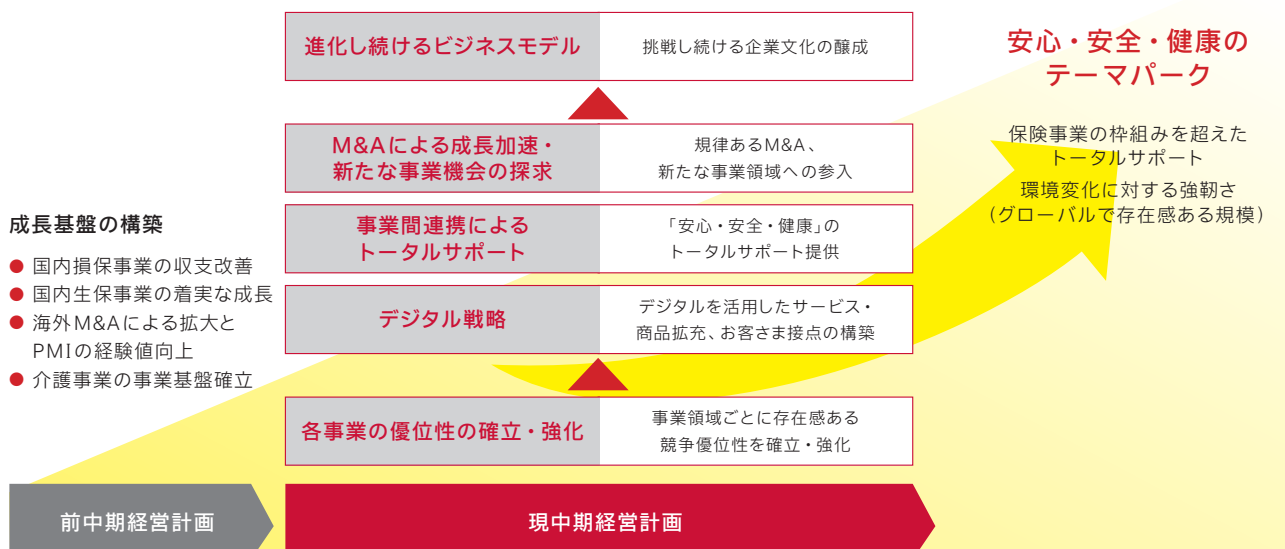 成長基盤の構築
● 国内損保事業の収支改善
● 国内生保事業の着実な成長
● 海外M&Aによる拡大と
PMIの経験値向上
● 介護事業の事業基盤確立
前中期経営計画
進化し続けるビジネスモデル
挑戦し続ける企業文化の醸成
M&Aによる成長加速・
新たな事業機会の探求
規律あるM&A、
新たな事業領域への参入
事業間連携による
トータルサポート
「安心・安全・健康」の
トータルサポート提供
デジタル戦略
デジタルを活用したサービス・
商品拡充、お客さま接点の構築
各事業の優位性の確立・強化
事業領域ごとに存在感ある
競争優位性を確立・強化
現中期経営計画
安心・安全・健康の
テーマパーク
保険事業の枠組みを超えた
トータルサポート
環境変化に対する強靭さ
（グローバルで存在感ある規模）